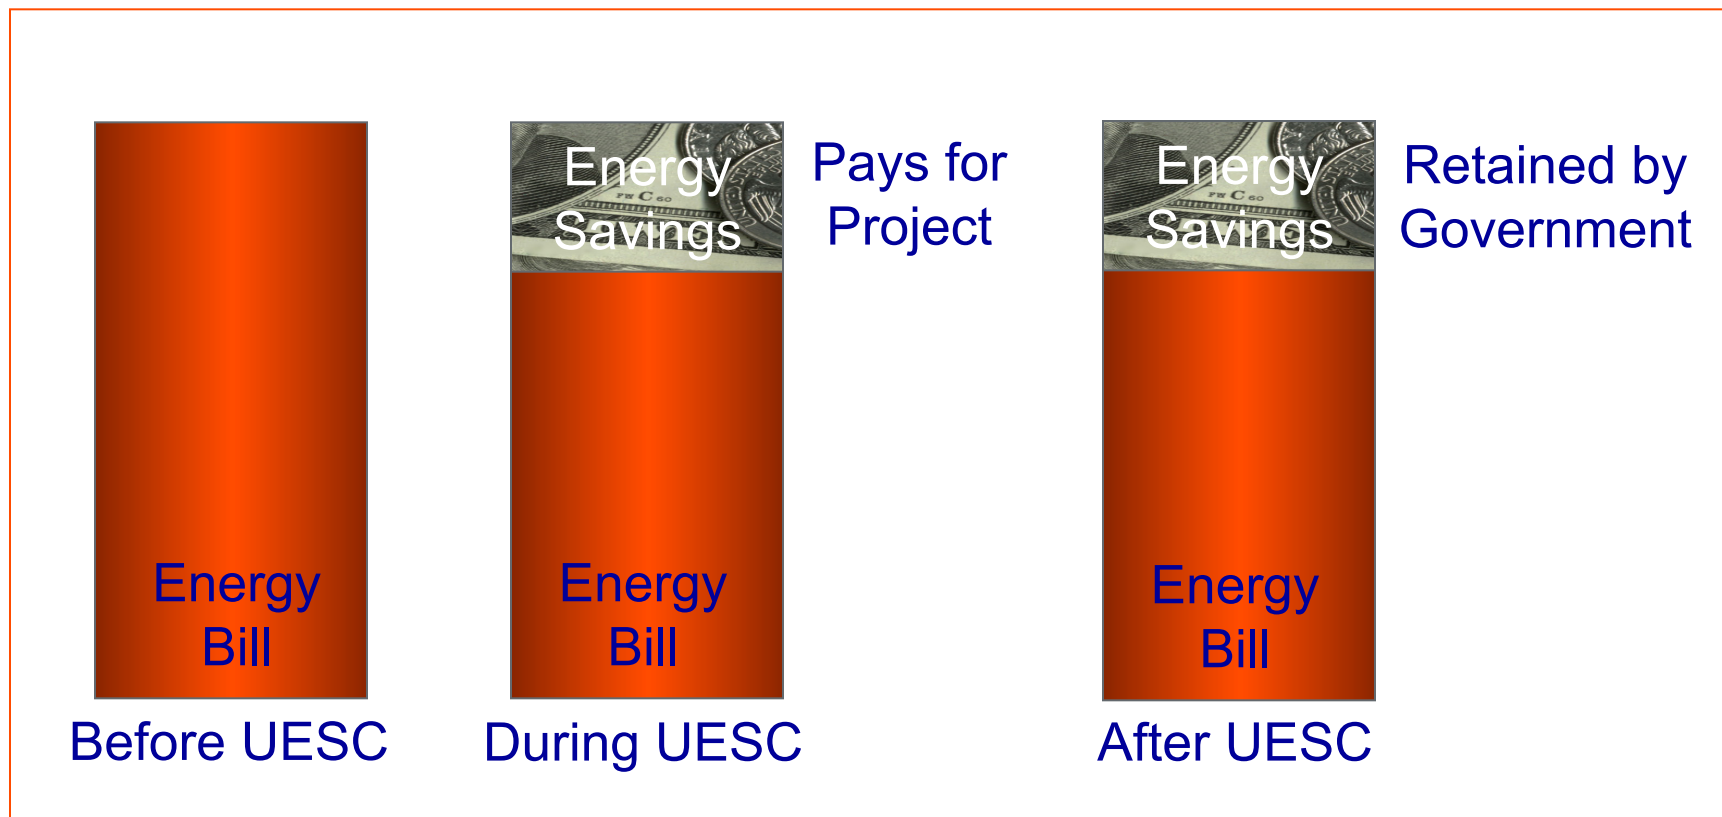 Energy
Bill
Before UESC
Energy
Savings
Pays for
Project
Energy
Bill
During UESC
Energy
Savings
Retained by
Government
Energy
Bill
After UESC